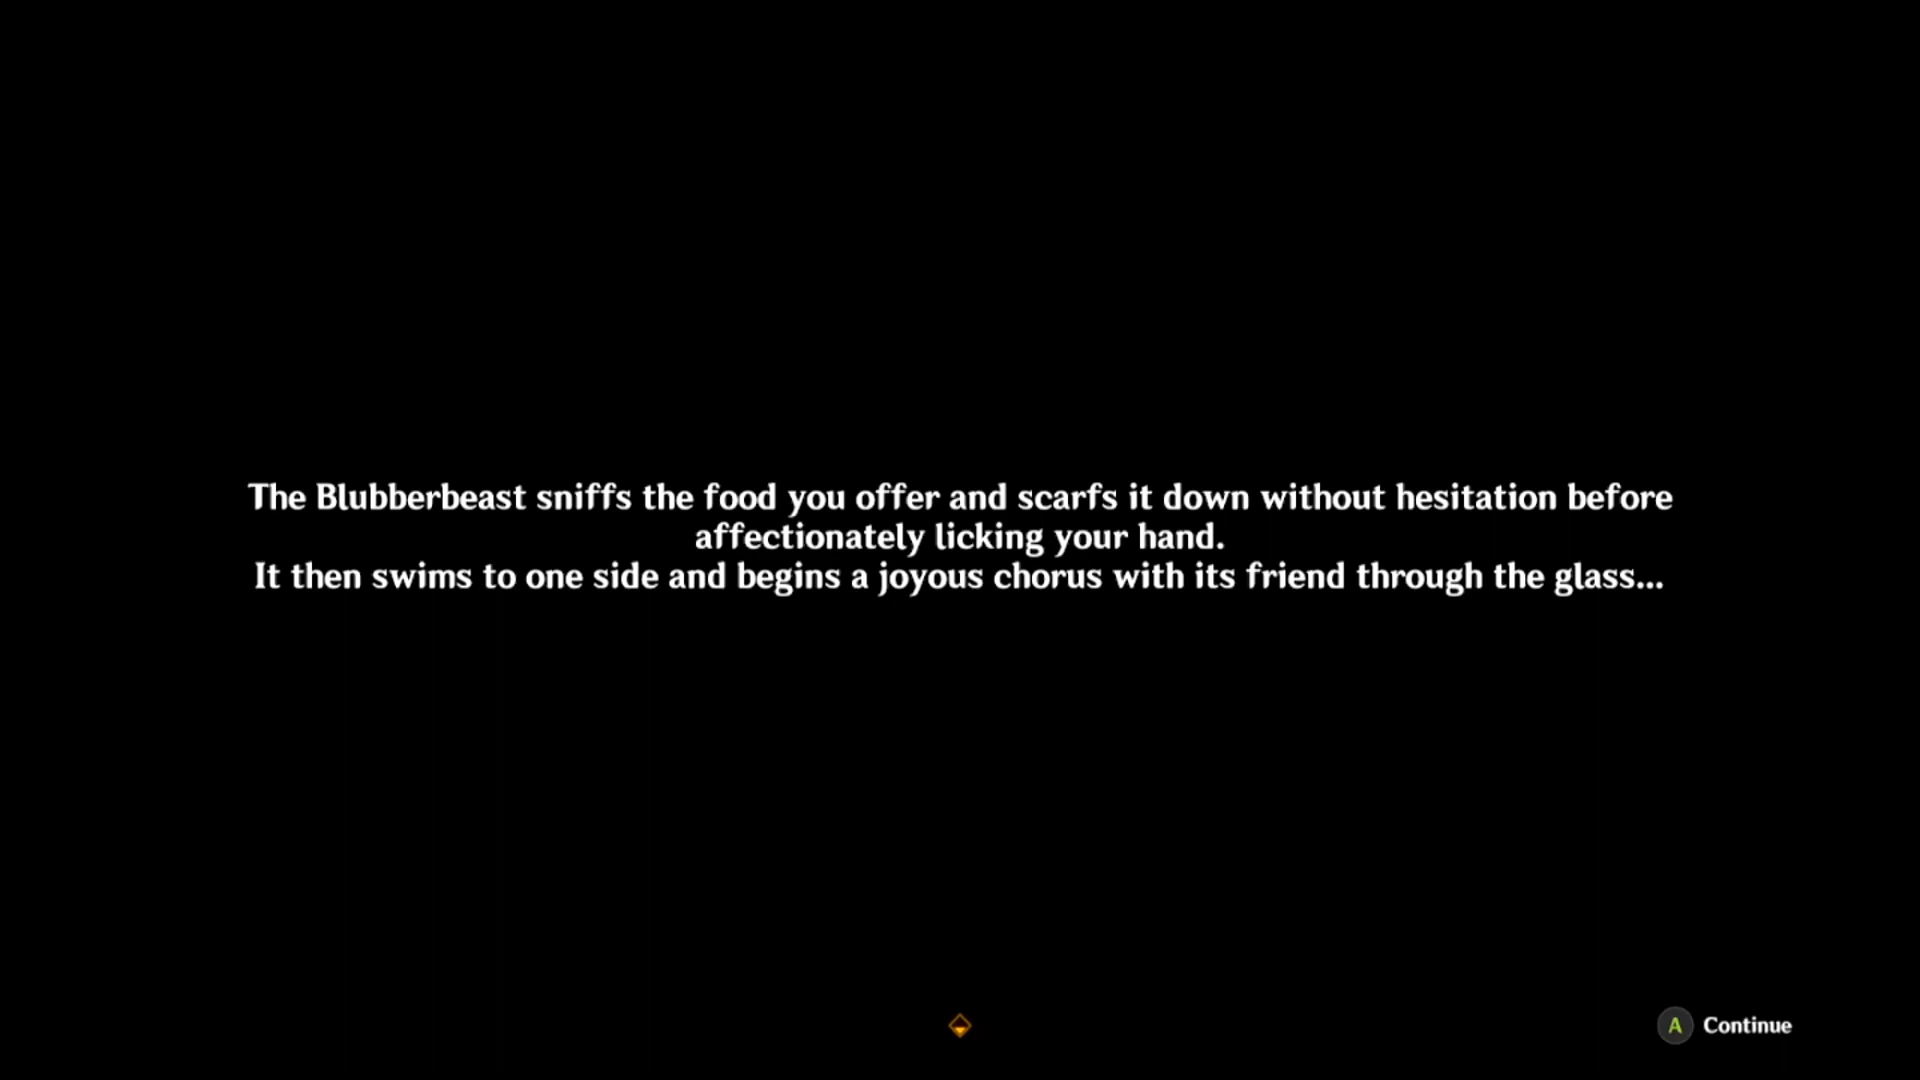 The Blubberbeast sniffs the food you offer and scarfs it down without hesitation before
affectionately licking your hand.
It then swims to one side and begins a joyous chorus with its friend through the glass...
A Continue